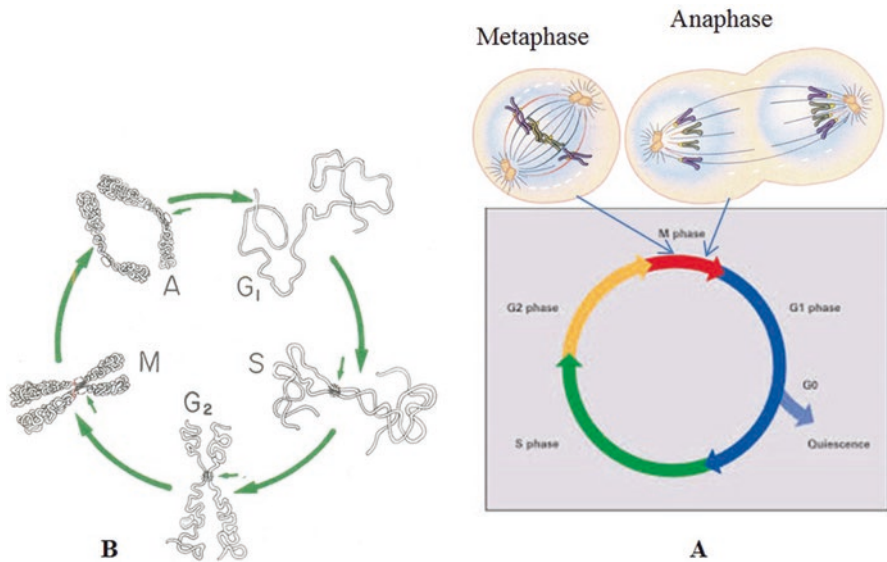 Metaphase
Anaphase
A
G1
M
S
G2
B
M phase
G2 phase
G1 phase
G0
S phase
Quiescence
A